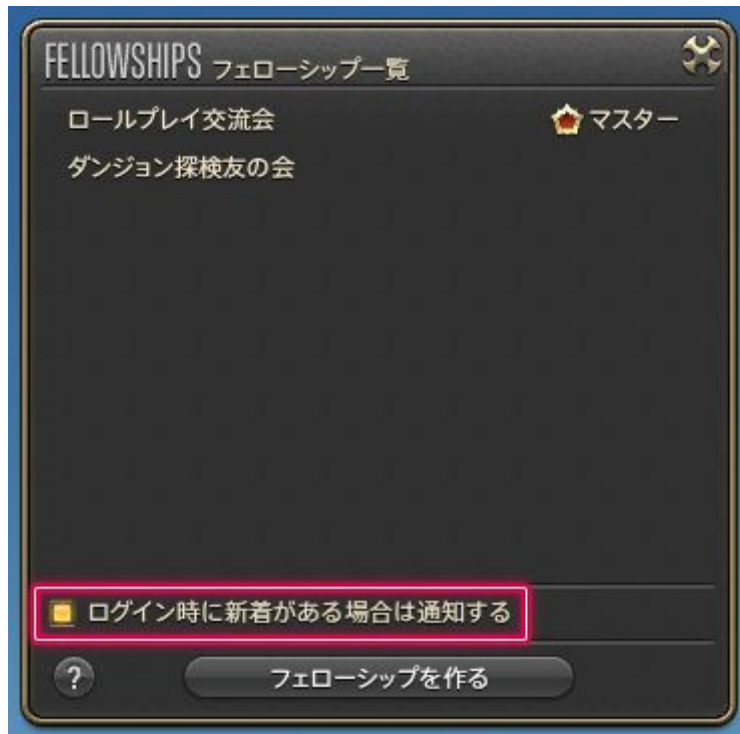 FELLOWSHIPS フェローシップ一覧
ロールプレイ交流会 マスター
ダンジョン探検友の会
ログイン時に新着がある場合は通知する
? フェローシップを作る